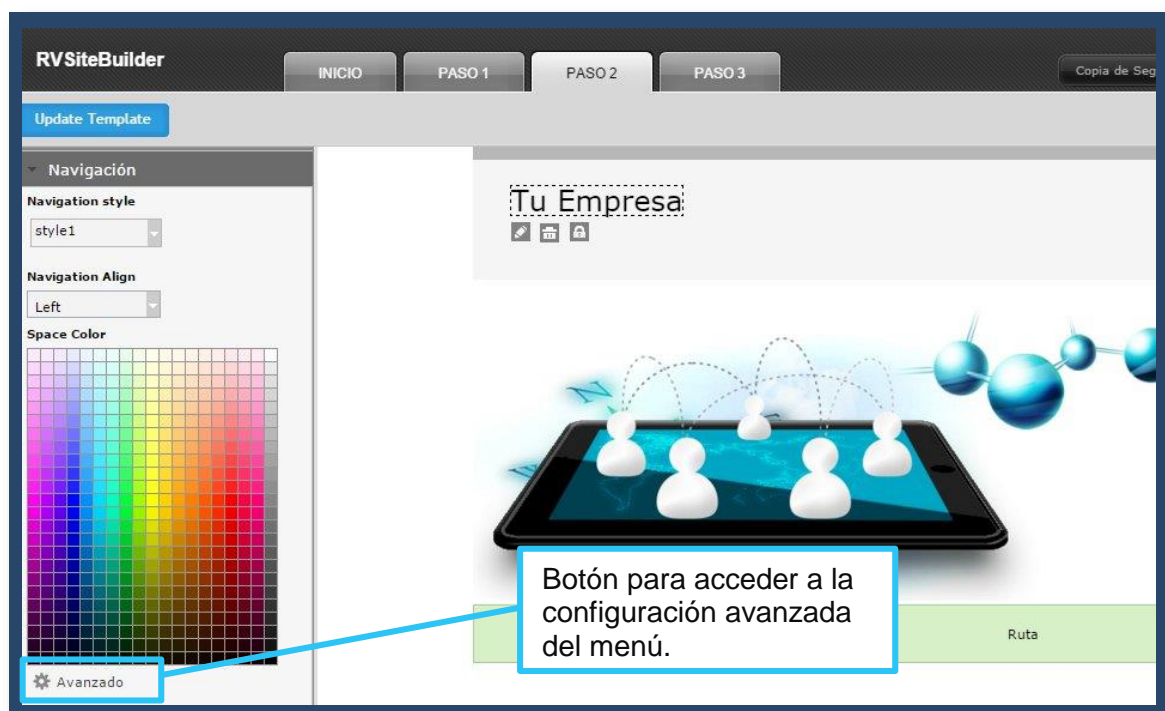 RVSiteBuilder
INICIO
PASO 1
PASO 2
PASO 3
Copia de Seg
Update Template
Navigación
Navigation style
style1
Navigation Align
Left
Space Color
Avanzado
Tu Empresa
N
Botón para acceder a la
configuración avanzada
del menú.
Ruta